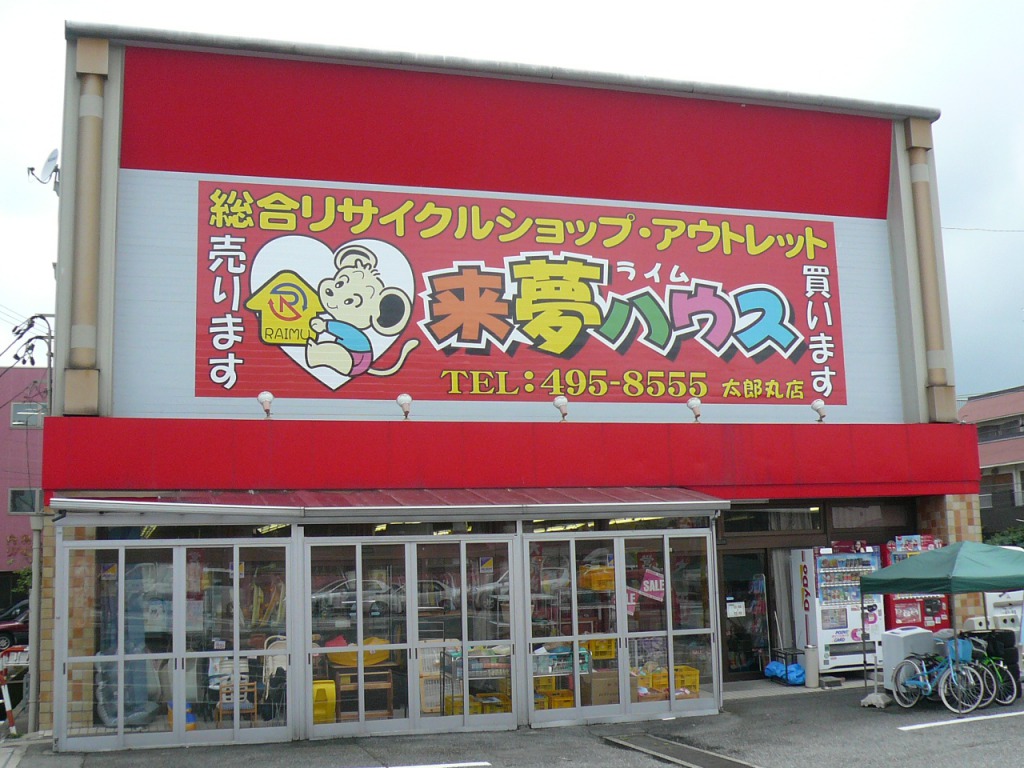 総合リサイクルショップ・アウトレット
売ります
RAIMU
ライム
来夢ハウス
買います
TEL:495-8555 太郎丸店
SALE
DyDo